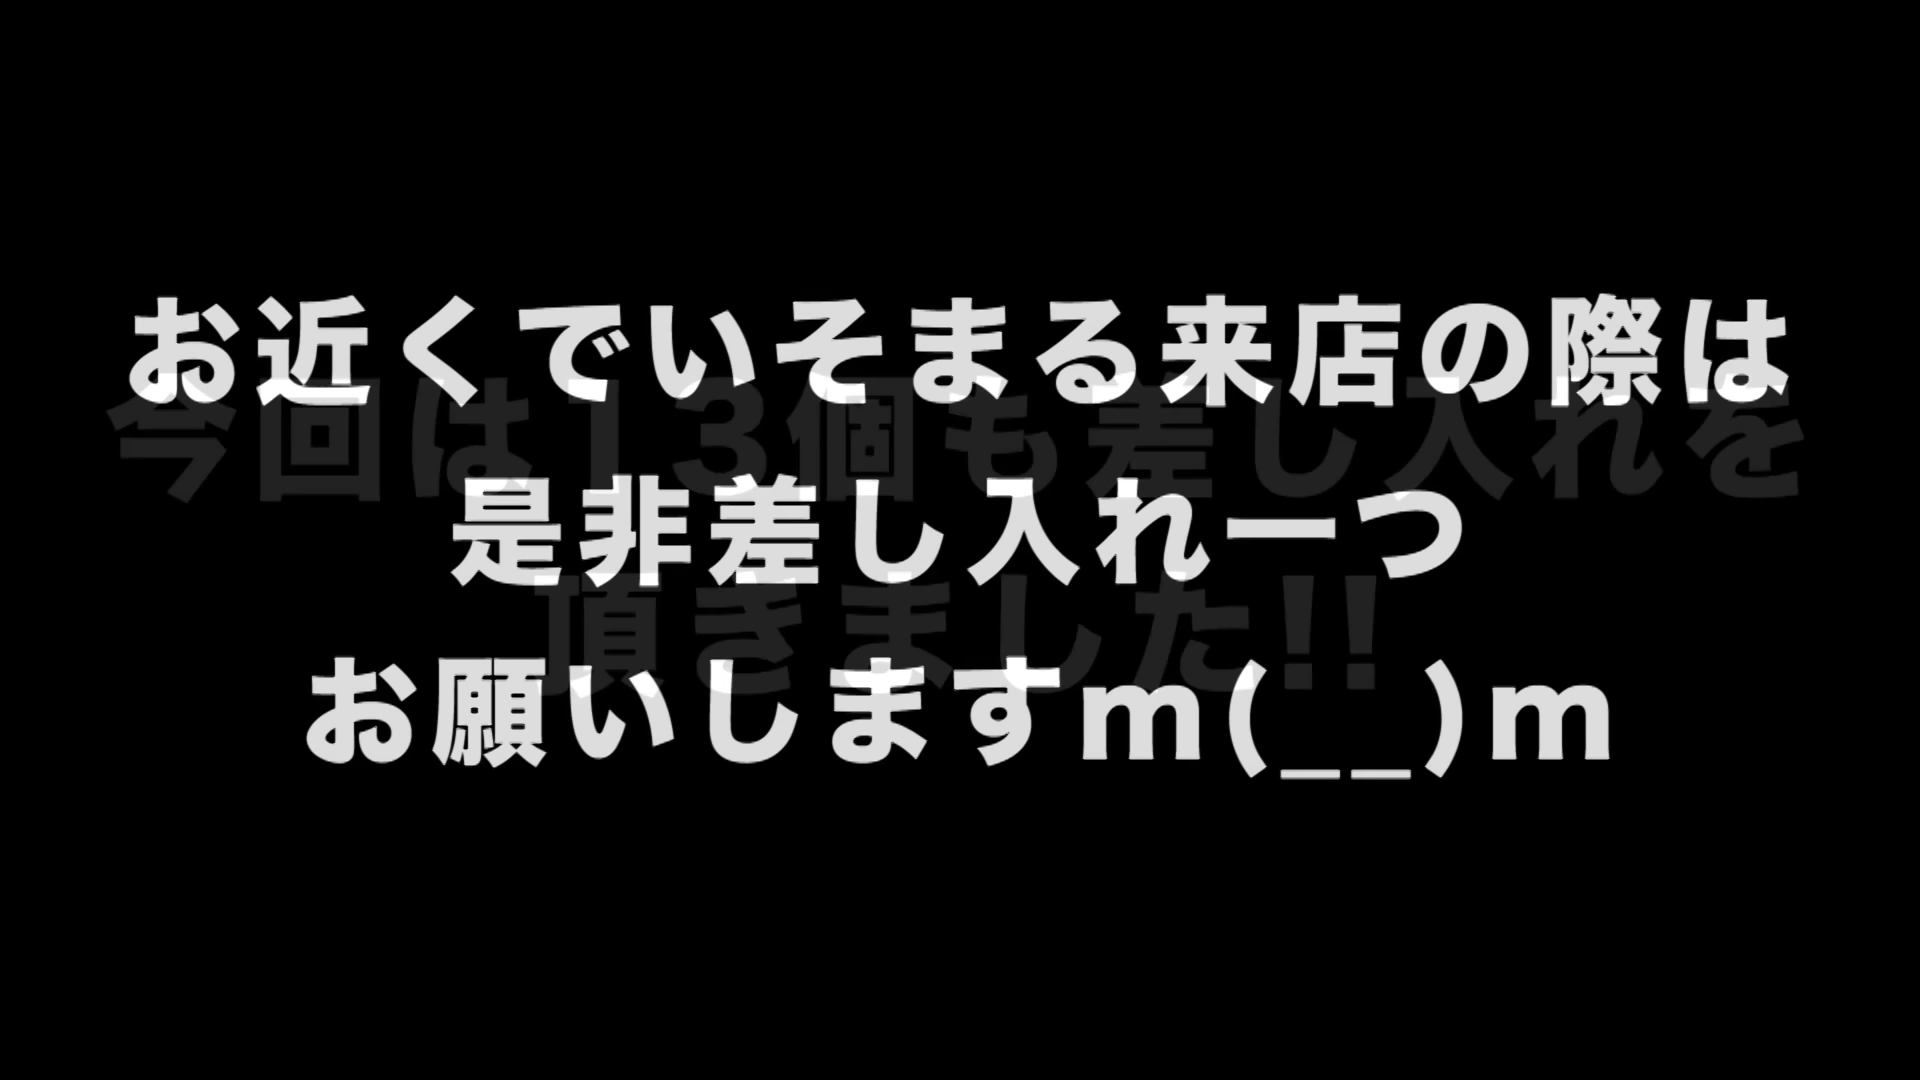 お近くでいそまる来店の際は
今回は13個も差し入れを
是非差し入れ一つ
頂きました!!
お願いしますm(__)m